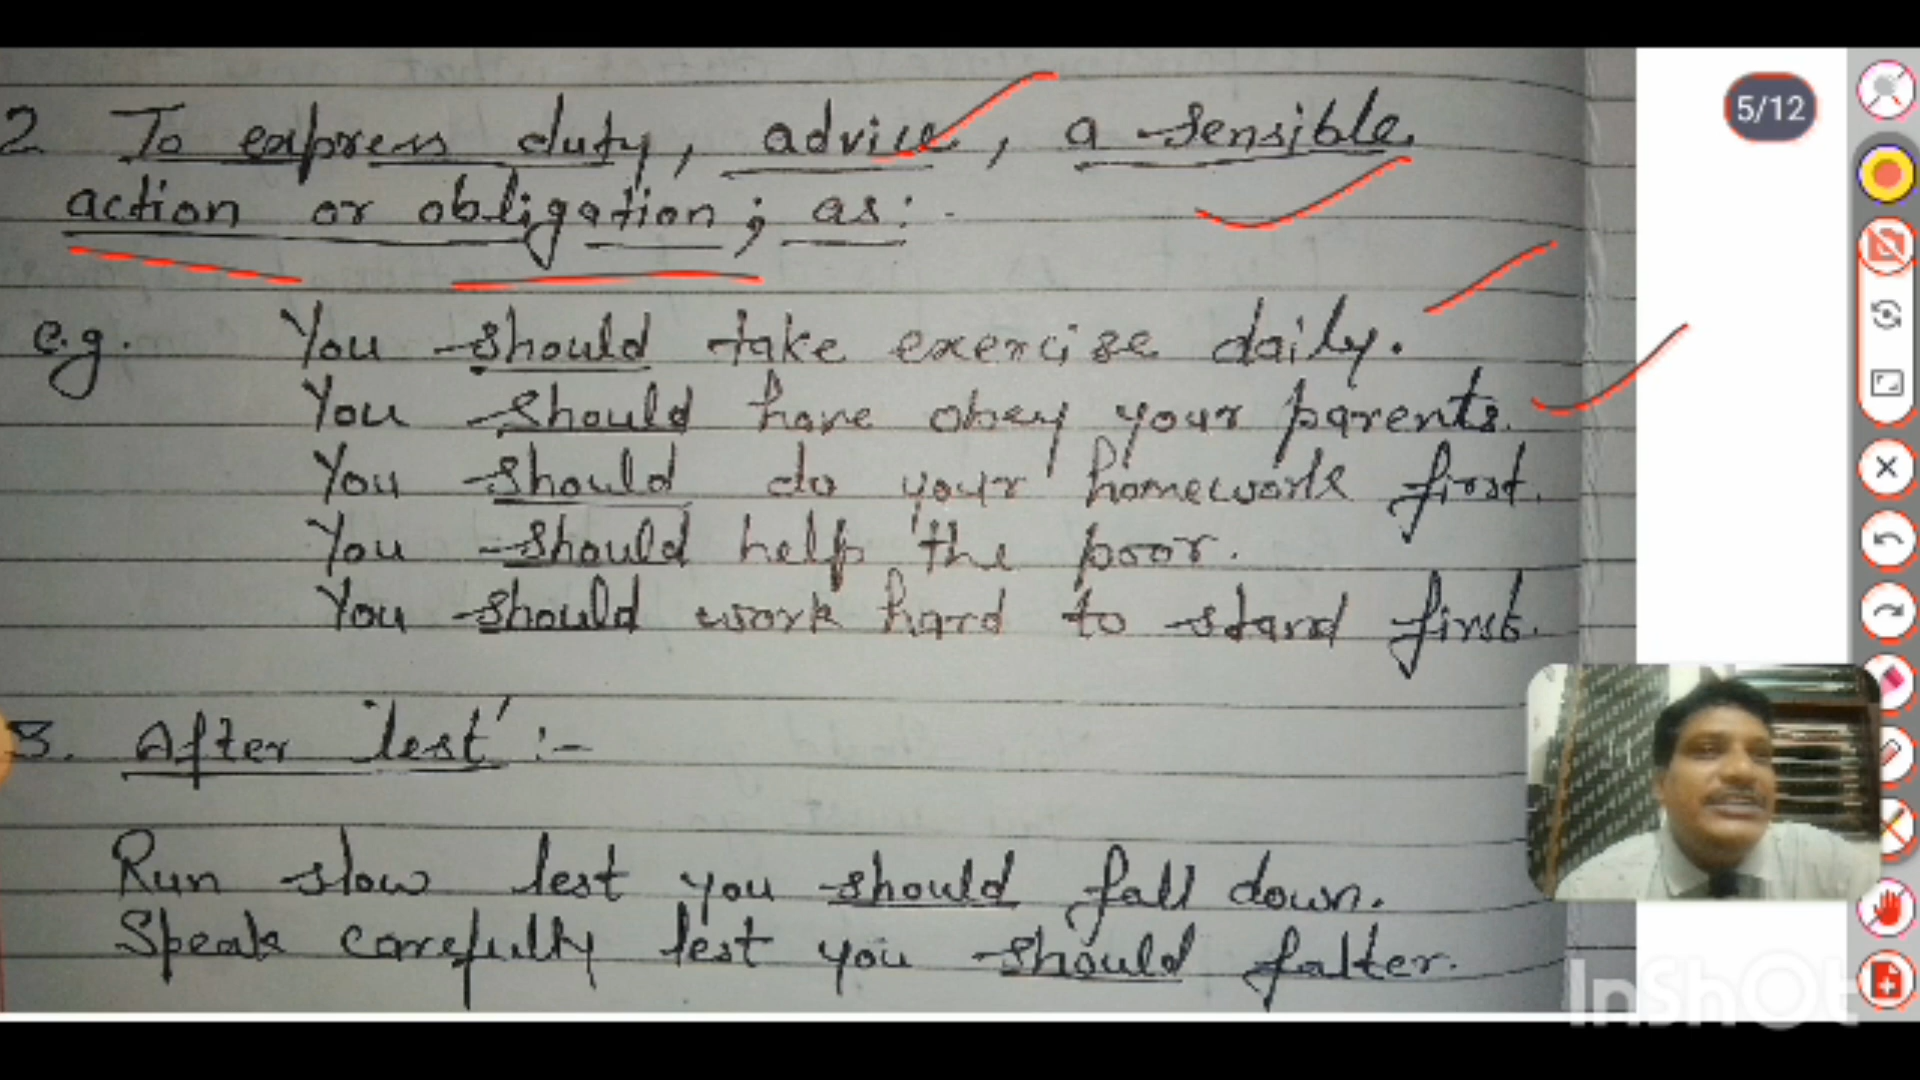 2 To express duty, advice, a sensible
action or obligation; as:
e.g. You should take exercise daily.
You should have obey your parents.
You should do your homework first.
You should help the poor.
You should work hard to stand first.
3. After 'lest' :-
Run slow lest you should fall down.
Speak carefully lest you should falter.
5/12
InShOt